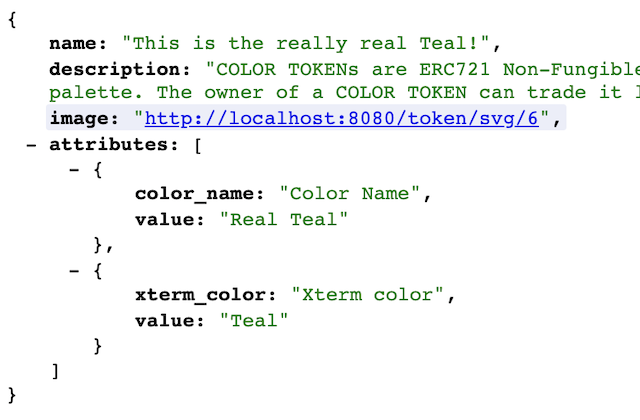 {
name: "This is the really real Teal!",
description: "COLOR TOKENs are ERC721 Non-Fungible
palette. The owner of a COLOR TOKEN can trade it
image: "http://localhost:8080/token/svg/6",
- attributes: [
- {
color_name: "Color Name",
value: "Real Teal"
},
- {
xterm_color: "Xterm color",
value: "Teal"
}
]
}